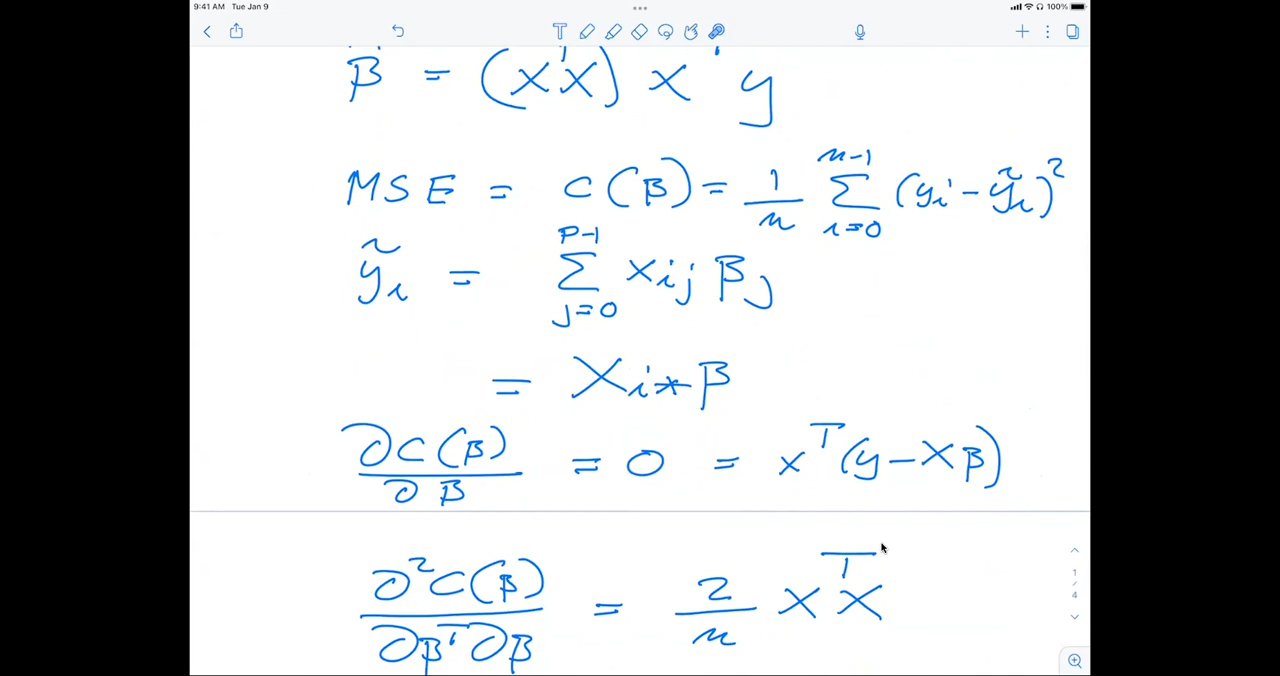 9:41 AM Tue Jan 9 100%
β = (XᵀX) X ᵀ y
MSE = C(β) = 1/n Σ_{i=0}^{n-1} (yᵢ - ỹᵢ)²
ỹᵢ = Σ_{j=0}^{p-1} xᵢⱼ βⱼ
= Xᵢ* β
∂C(β)/∂β = 0 = Xᵀ(y - Xβ)
∂²C(β)/∂βᵀ∂β = 2/n XᵀX
1/4